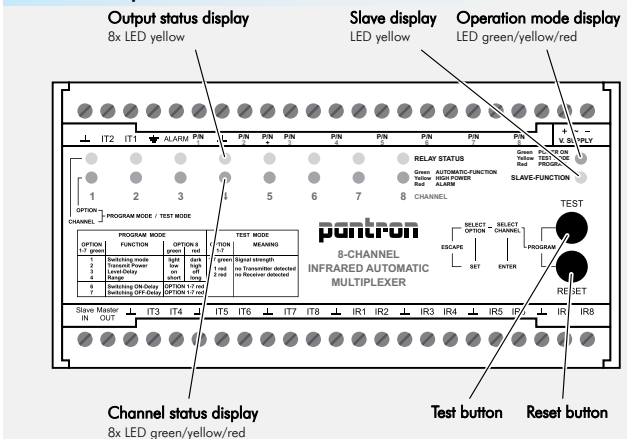 Output status display Slave display Operation mode display
8x LED yellow LED yellow LED green/yellow/red
⊥ IT2 IT1 ALARM P/N 1 ⊥ P/N 2 P/N + P/N 3 P/N 4 P/N 5 P/N 6 P/N 7 P/N 8 + ~ –
V. SUPPLY
RELAY STATUS
Green POWER ON
Yellow TEST MODE
Red PROGRAM
Green AUTOMATIC-FUNCTION
Yellow HIGH POWER
Red ALARM
SLAVE-FUNCTION
1 2 3 4 5 6 7 8 CHANNEL
OPTION
CHANNEL
PROGRAM MODE / TEST MODE
TEST
PROGRAM MODE TEST MODE
OPTION FUNCTION OPTION 8 OPTION MEANING
1-7 green green red 1-7
1 Switching mode light dark 1-7 green Signal strength
2 Transmit Power low high
3 Level-Delay on off 1 red no Transmitter detected
4 Range short long 2 red no Receiver detected
6 Switching ON-Delay OPTION 1-7 red
7 Switching OFF-Delay OPTION 1-7 red
pantron
8-CHANNEL
INFRARED AUTOMATIC
MULTIPLEXER
SELECT OPTION SELECT CHANNEL
ESCAPE PROGRAM
SET ENTER
RESET
Slave IN Master OUT ⊥ IT3 IT4 ⊥ IT5 IT6 ⊥ IT7 IT8 ⊥ IR1 IR2 ⊥ IR3 IR4 ⊥ IR5 ⊥ IR8
Channel status display Test button Reset button
8x LED green/yellow/red